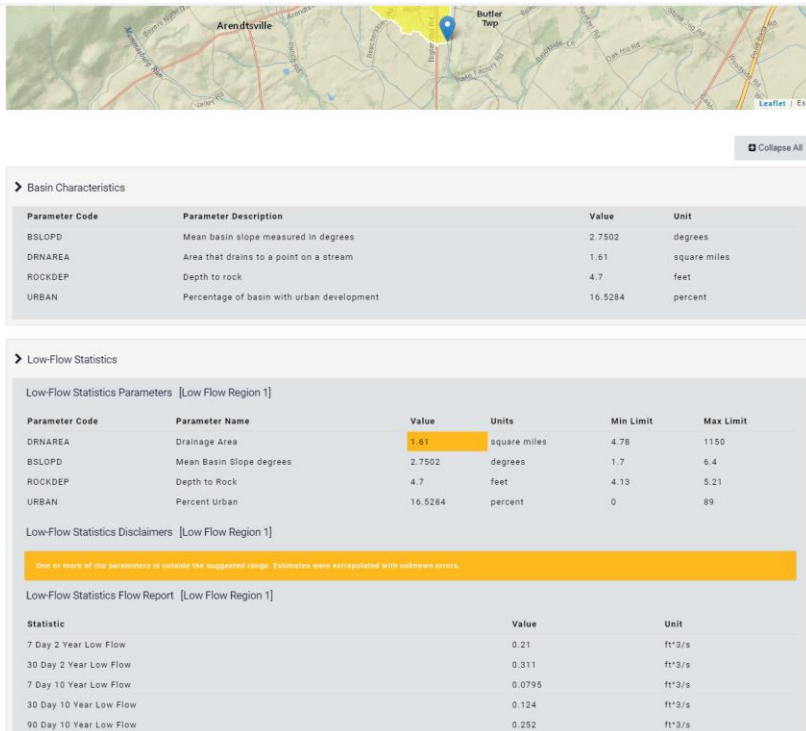 Arendtsville
Butler
Twp
Oak Hill Rd
Valley Rd
Leaflet | Es
Collapse All
Basin Characteristics
Parameter Code Parameter Description Value Unit
BSLOPD Mean basin slope measured in degrees 2.7502 degrees
DRNAREA Area that drains to a point on a stream 1.61 square miles
ROCKDEP Depth to rock 4.7 feet
URBAN Percentage of basin with urban development 16.5284 percent
Low-Flow Statistics
Low-Flow Statistics Parameters [Low Flow Region 1]
Parameter Code Parameter Name Value Units Min Limit Max Limit
DRNAREA Drainage Area 1.61 square miles 4.78 1150
BSLOPD Mean Basin Slope degrees 2.7502 degrees 1.7 6.4
ROCKDEP Depth to Rock 4.7 feet 4.13 5.21
URBAN Percent Urban 16.5284 percent 0 89
Low-Flow Statistics Disclaimers [Low Flow Region 1]
One or more of the parameters is outside the suggested range. Estimates were extrapolated with unknown errors.
Low-Flow Statistics Flow Report [Low Flow Region 1]
Statistic Value Unit
7 Day 2 Year Low Flow 0.21 ft^3/s
30 Day 2 Year Low Flow 0.311 ft^3/s
7 Day 10 Year Low Flow 0.0795 ft^3/s
30 Day 10 Year Low Flow 0.124 ft^3/s
90 Day 10 Year Low Flow 0.252 ft^3/s